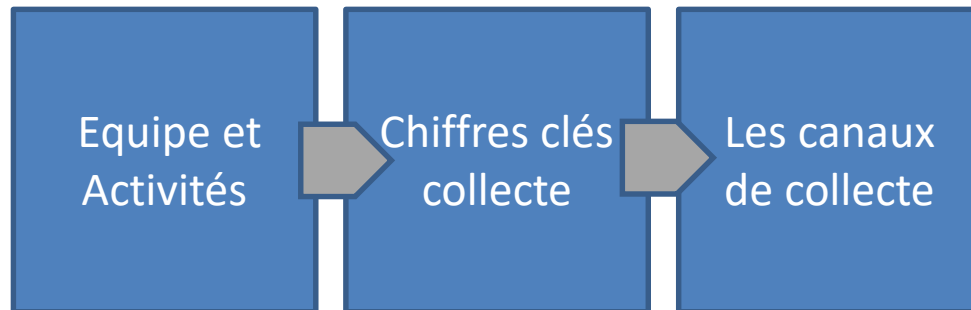 Equipe et
Activités
Chiffres clés
collecte
Les canaux
de collecte